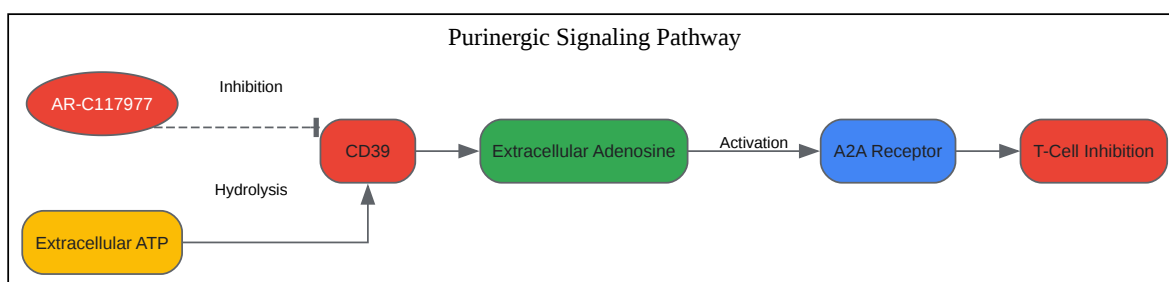 Purinergic Signaling Pathway
Inhibition
AR-C117977
CD39
Extracellular Adenosine
Activation
A2A Receptor
T-Cell Inhibition
Hydrolysis
Extracellular ATP